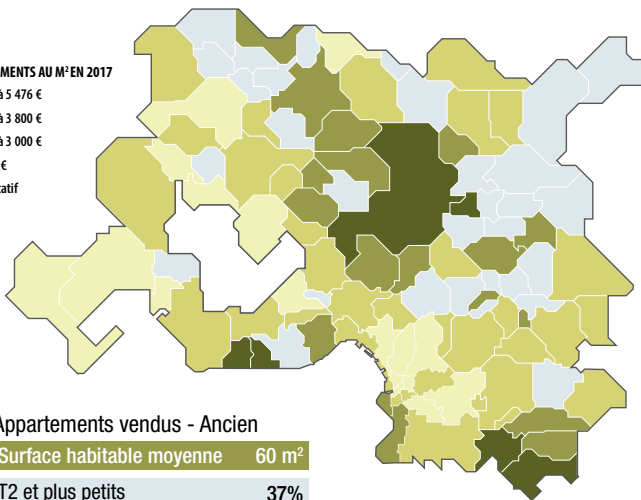 EMENTS AU M² EN 2017
à 5 476 €
à 3 800 €
à 3 000 €
€
tatif
Appartements vendus - Ancien
Surface habitable moyenne 60 m²
T2 et plus petits 37%